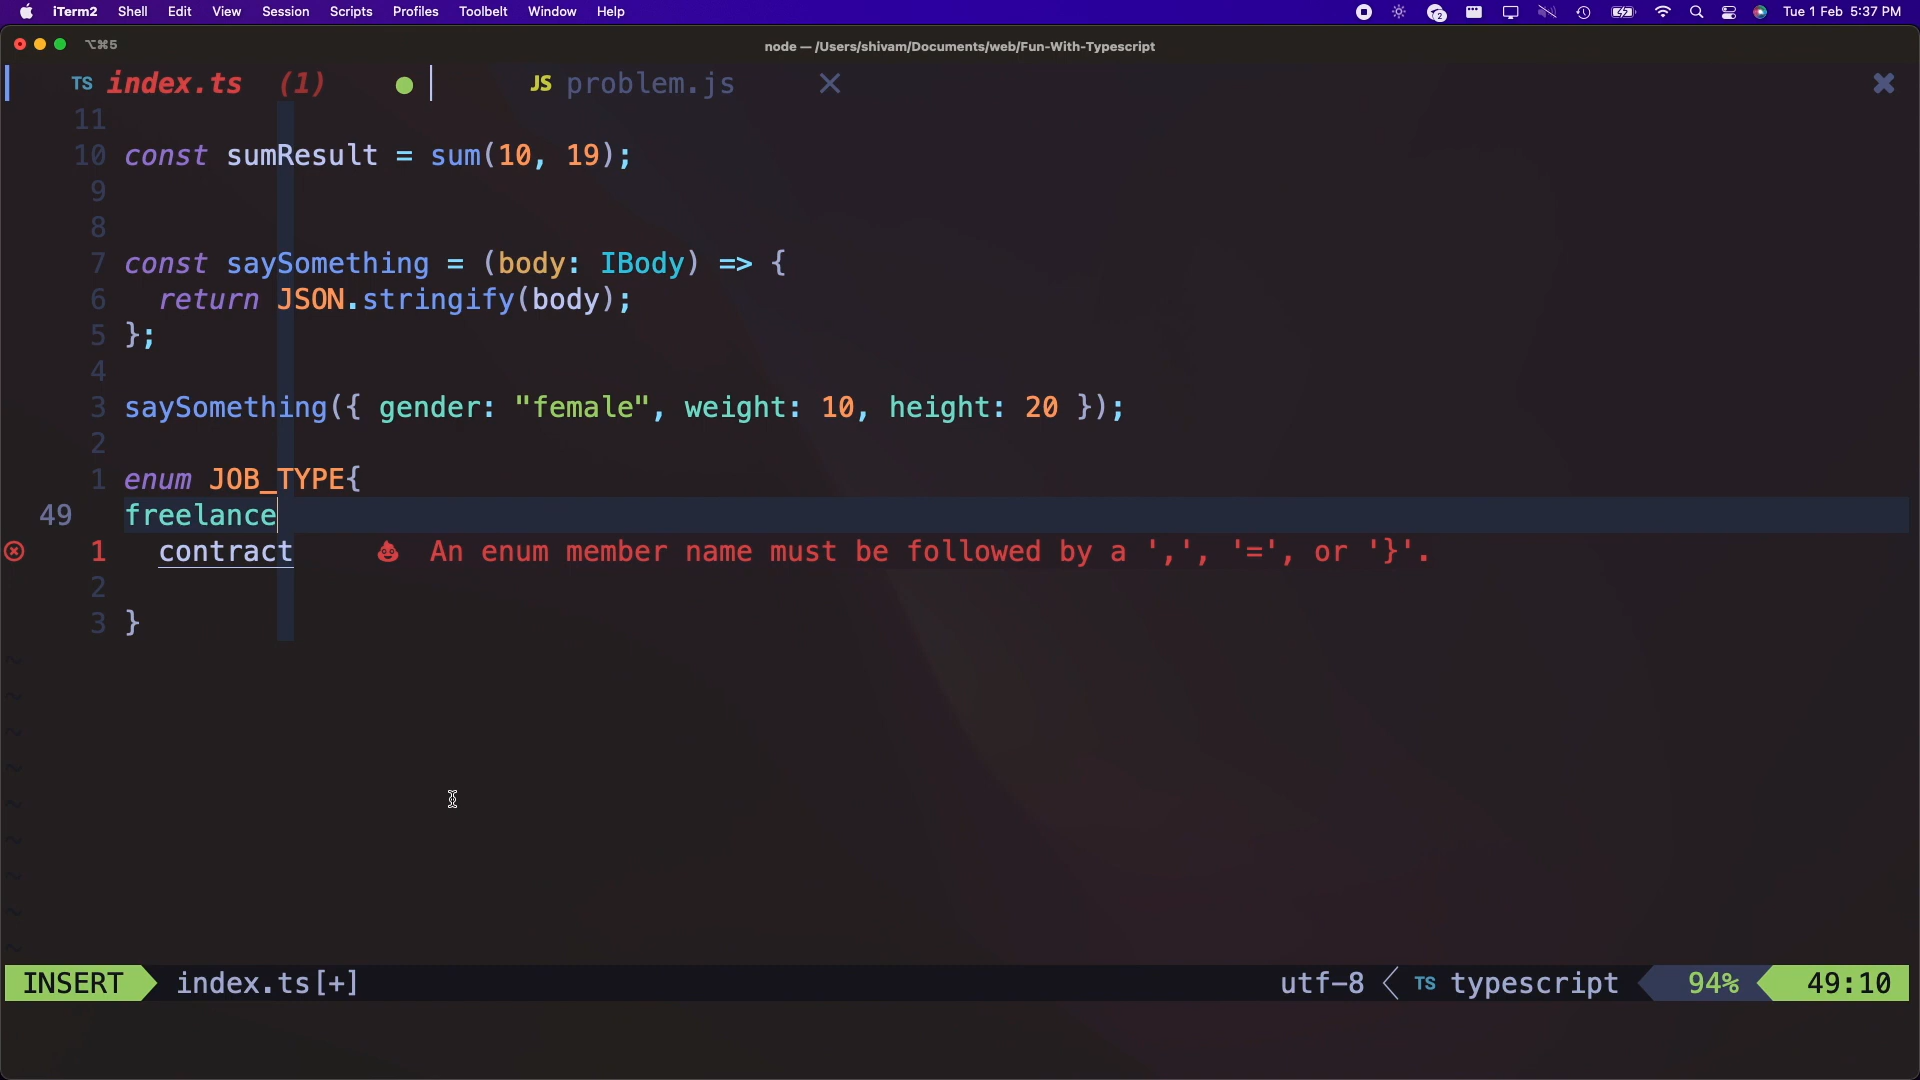 iTerm2 Shell Edit View Session Scripts Profiles Toolbelt Window Help 2 Tue 1 Feb 5:37 PM
⌥⌘5 node — /Users/shivam/Documents/web/Fun-With-Typescript
TS index.ts (1) JS problem.js
11
10 const sumResult = sum(10, 19);
9
8
7 const saySomething = (body: IBody) => {
6 return JSON.stringify(body);
5 };
4
3 saySomething({ gender: "female", weight: 10, height: 20 });
2
1 enum JOB_TYPE{
49 freelance
1 contract 💩 An enum member name must be followed by a ',', '=', or '}'.
2
3 }
~
~
~
~
~
~
~
~
~
INSERT index.ts[+] utf-8 TS typescript 94% 49:10